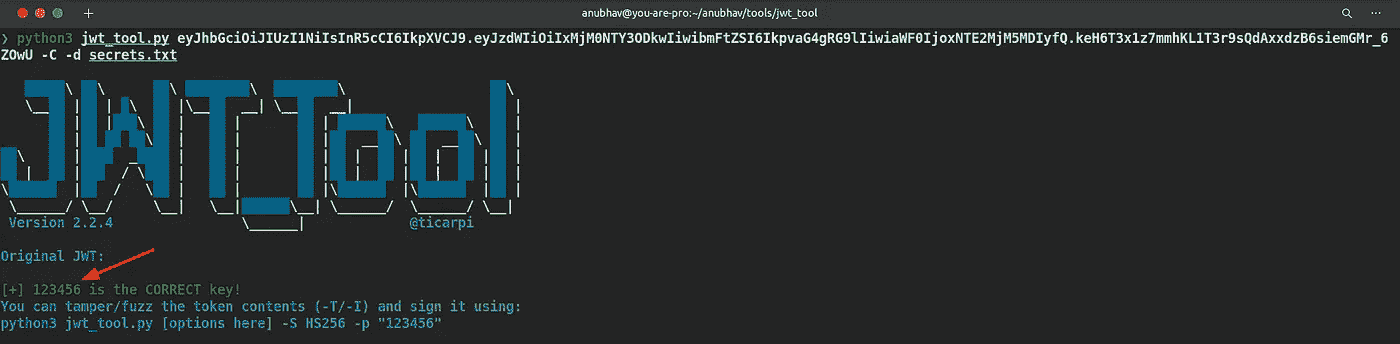 anubhav@you-are-pro:~/anubhav/tools/jwt_tool
❯ python3 jwt_tool.py eyJhbGciOiJIUzI1NiIsInR5cCI6IkpXVCJ9.eyJzdWIiOiIxMjM0NTY3ODkwIiwibmFtZSI6IkpvaG4gRG9lIiwiaWF0IjoxNTE2MjM5MDIyfQ.keH6T3x1z7mmhKL1T3r9sQdAxxdzB6siemGMr_6
ZOwU -C -d secrets.txt
JWT_Tool
Version 2.2.4 @ticarpi
Original JWT:
[+] 123456 is the CORRECT key!
You can tamper/fuzz the token contents (-T/-I) and sign it using:
python3 jwt_tool.py [options here] -S HS256 -p "123456"